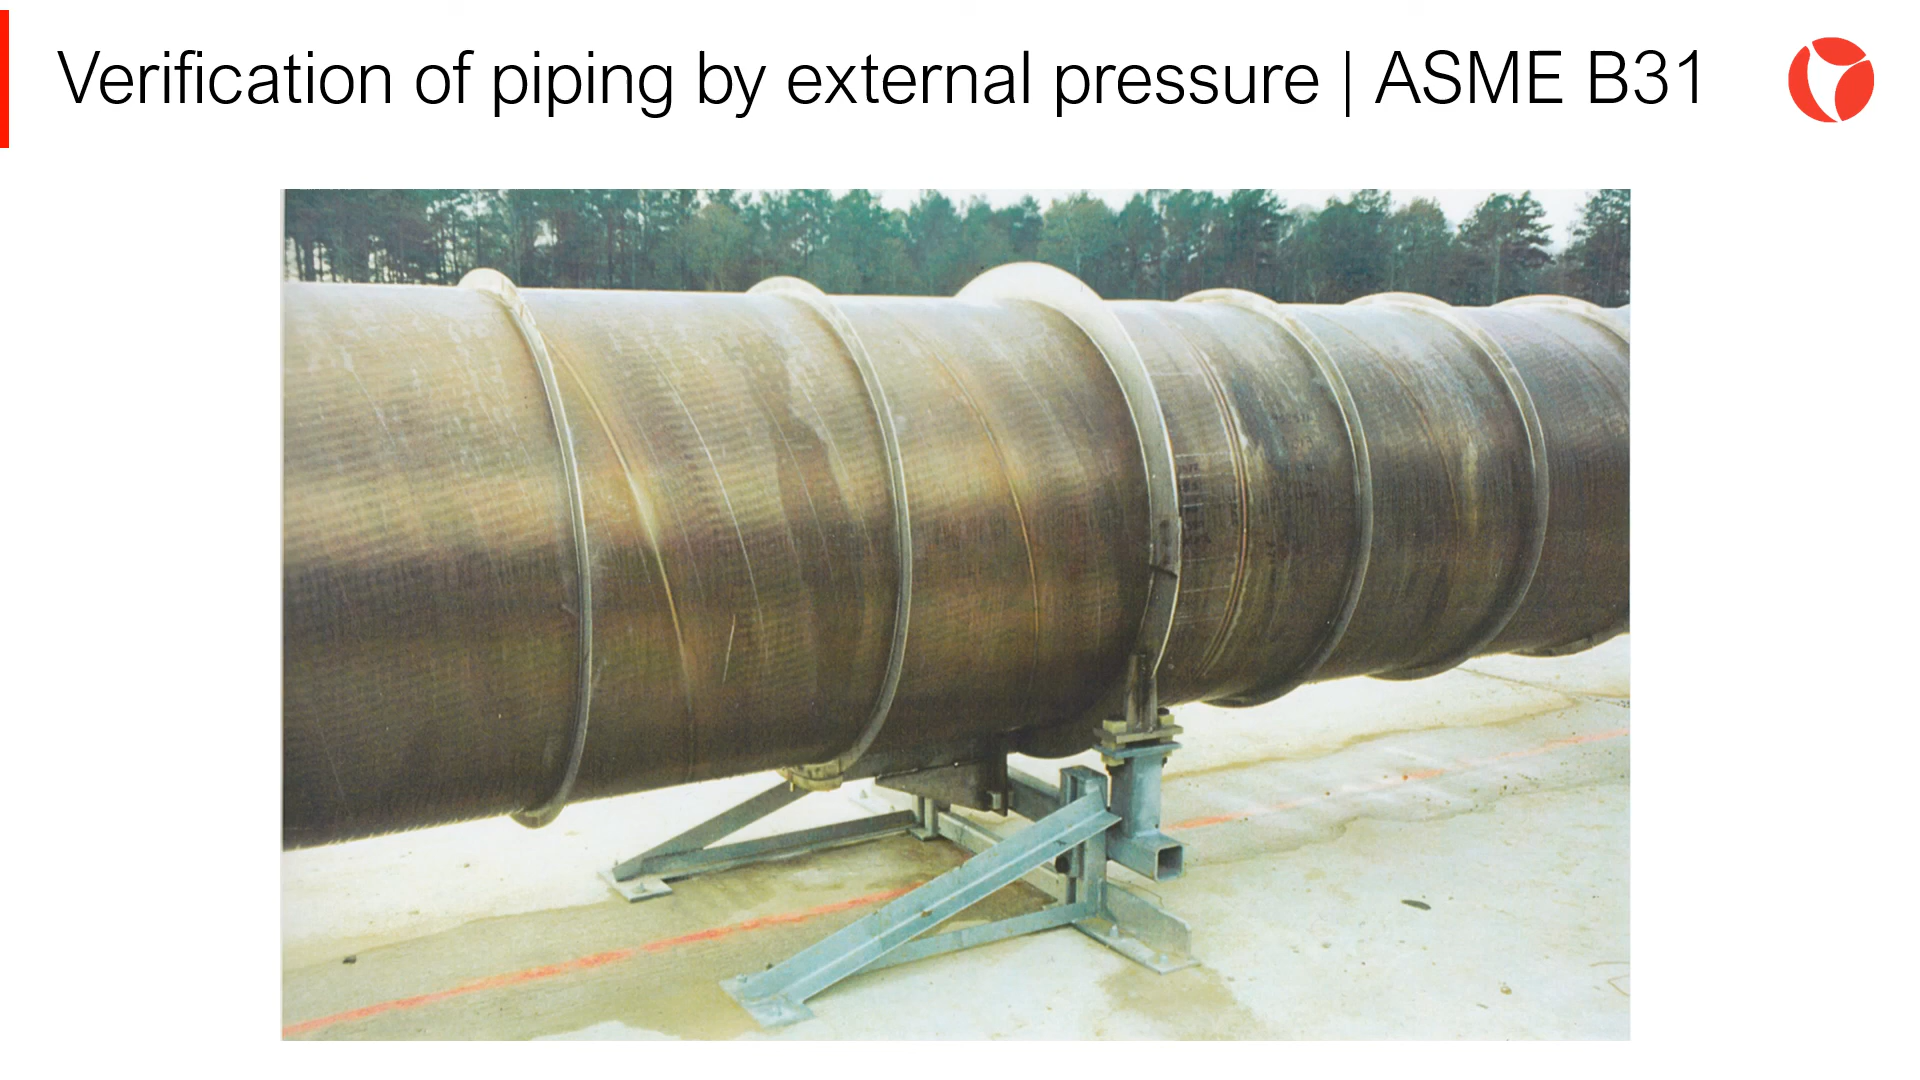 Verification of piping by external pressure | ASME B31